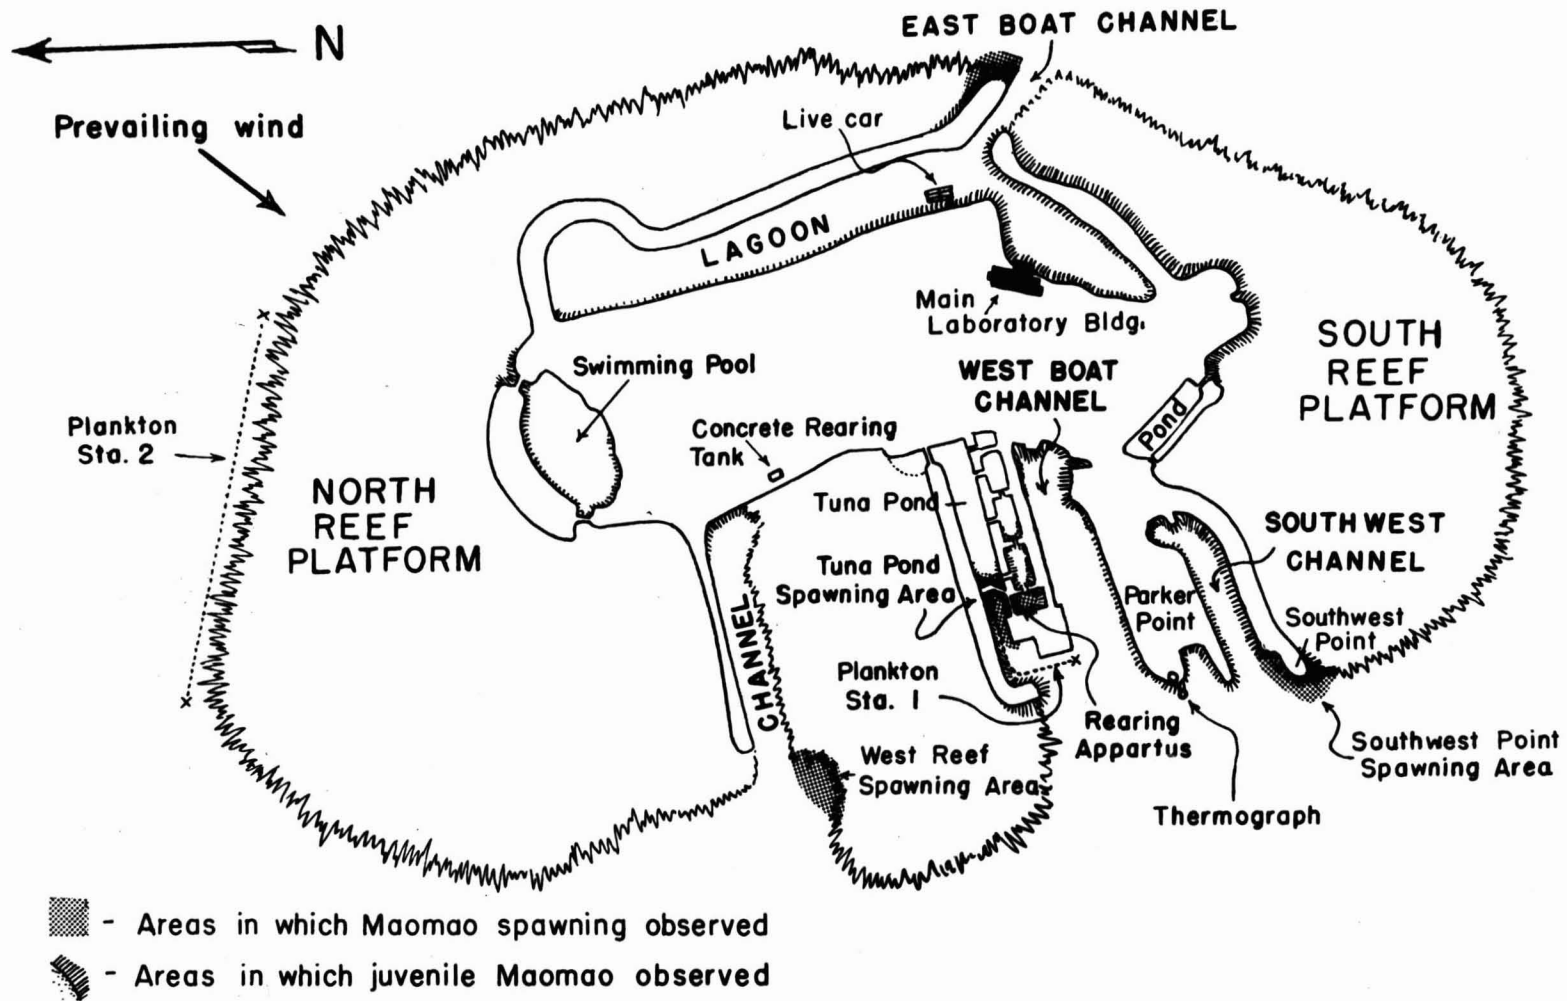 EAST BOAT CHANNEL
N
Prevailing wind
Live car
LAGOON
Main
Laboratory Bldg.
SOUTH
REEF
PLATFORM
Swimming Pool
WEST BOAT
CHANNEL
Pond
Plankton
Sta. 2
Concrete Rearing
Tank
NORTH
REEF
PLATFORM
Tuna Pond
SOUTHWEST
CHANNEL
Tuna Pond
Spawning Area
Parker
Point
Southwest
Point
CHANNEL
Plankton
Sta. 1
Rearing
Appartus
West Reef
Spawning Area
Southwest Point
Spawning Area
Thermograph
- Areas in which Maomao spawning observed
- Areas in which juvenile Maomao observed